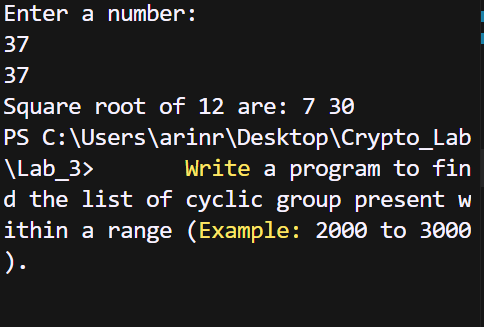 Enter a number:
37
37
Square root of 12 are: 7 30
PS C:\Users\arinr\Desktop\Crypto_Lab
\Lab_3>       Write a program to fin
d the list of cyclic group present w
ithin a range (Example: 2000 to 3000
).